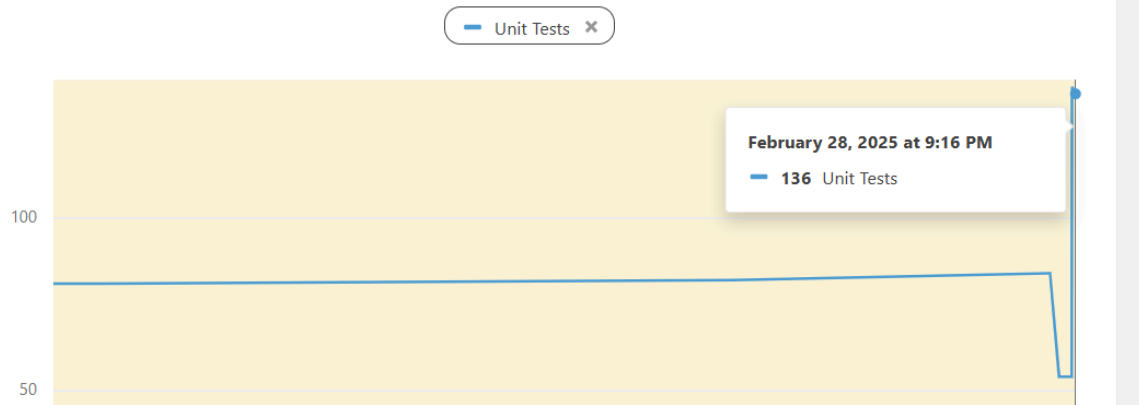 Unit Tests ×
February 28, 2025 at 9:16 PM
136 Unit Tests
100
50